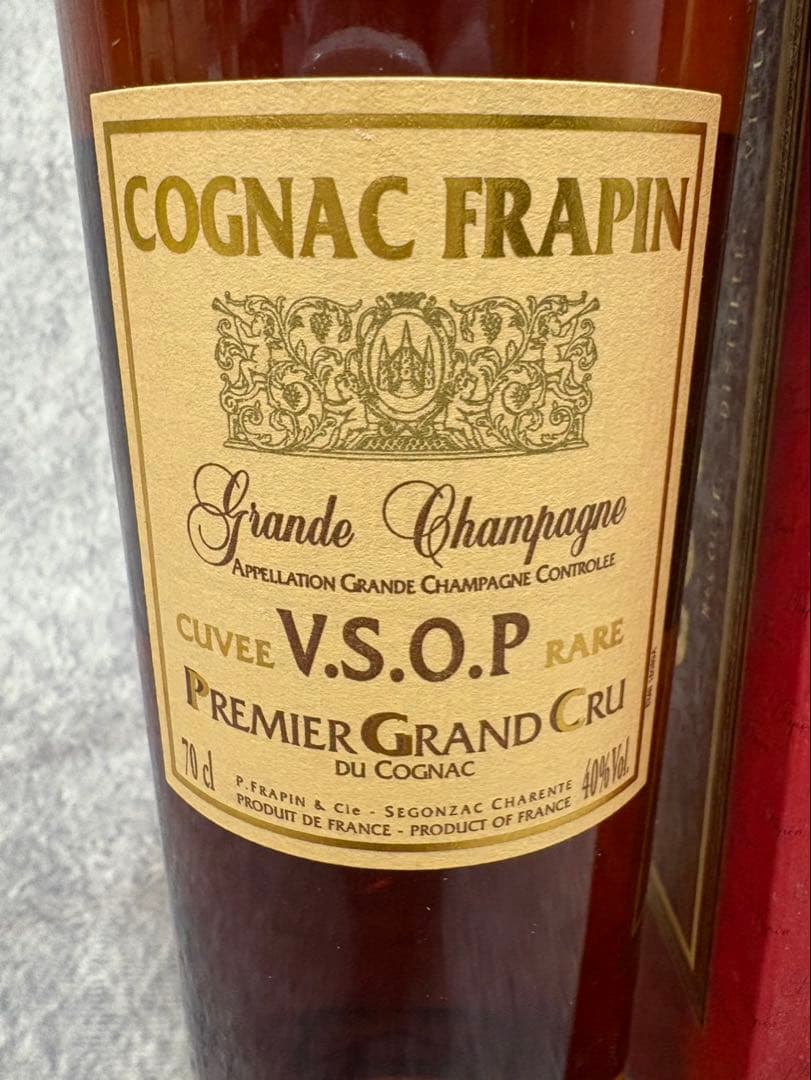 COGNAC FRAPIN
Grande Champagne
APPELLATION GRANDE CHAMPAGNE CONTROLEE
CUVEE V.S.O.P RARE
PREMIER GRAND CRU
DU COGNAC
70 cl
40% Vol.
P.FRAPIN & Cie - SEGONZAC CHARENTE
PRODUIT DE FRANCE - PRODUCT OF FRANCE